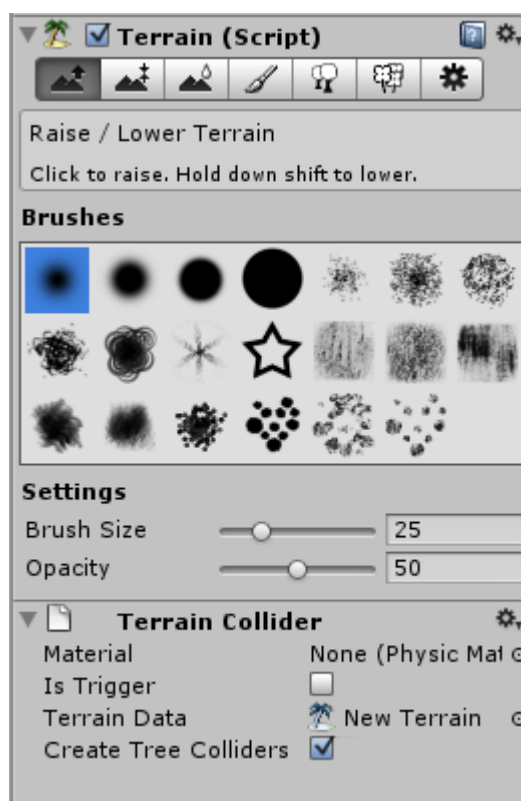 Terrain (Script)
Raise / Lower Terrain
Click to raise. Hold down shift to lower.
Brushes
Settings
Brush Size 25
Opacity 50
Terrain Collider
Material None (Physic Mat
Is Trigger
Terrain Data New Terrain
Create Tree Colliders